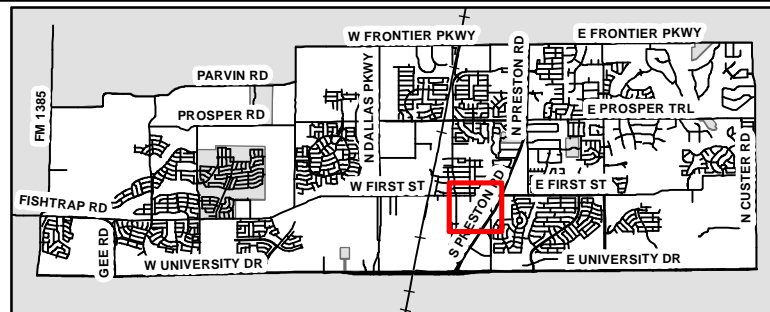 W FRONTIER PKWY
E FRONTIER PKWY
PARVIN RD
FM 1385
PROSPER RD
N DALLAS PKWY
N PRESTON RD
E PROSPER TRL
N CUSTER RD
W FIRST ST
E FIRST ST
FISHTRAP RD
S PRESTON RD
GEE RD
W UNIVERSITY DR
E UNIVERSITY DR